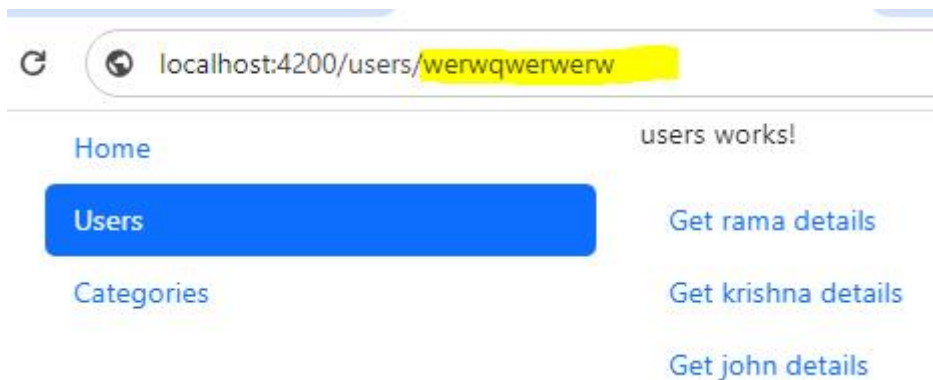 localhost:4200/users/werwqwerwerw
Home
Users
Categories
users works!
Get rama details
Get krishna details
Get john details